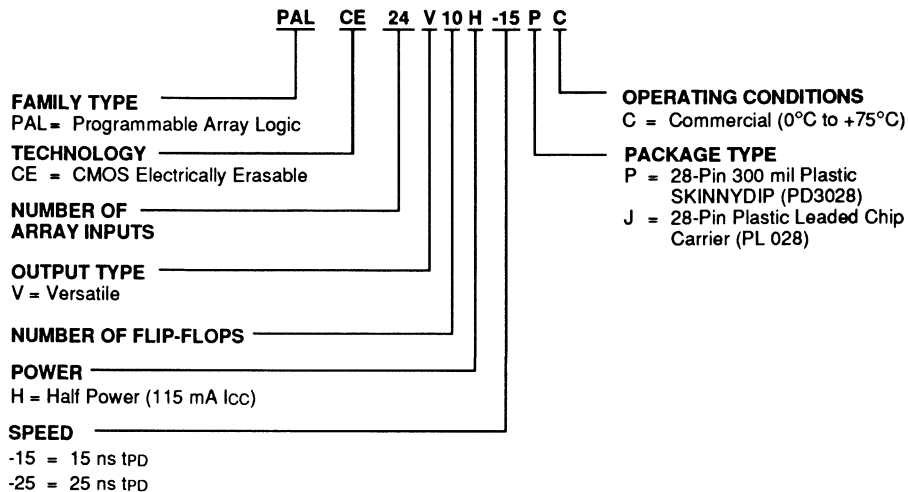 PAL CE 24 V 10 H -15 P C
FAMILY TYPE
PAL = Programmable Array Logic
TECHNOLOGY
CE = CMOS Electrically Erasable
NUMBER OF
ARRAY INPUTS
OUTPUT TYPE
V = Versatile
NUMBER OF FLIP-FLOPS
POWER
H = Half Power (115 mA ICC)
SPEED
-15 = 15 ns tPD
-25 = 25 ns tPD
OPERATING CONDITIONS
C = Commercial (0°C to +75°C)
PACKAGE TYPE
P = 28-Pin 300 mil Plastic
SKINNYDIP (PD3028)
J = 28-Pin Plastic Leaded Chip
Carrier (PL 028)